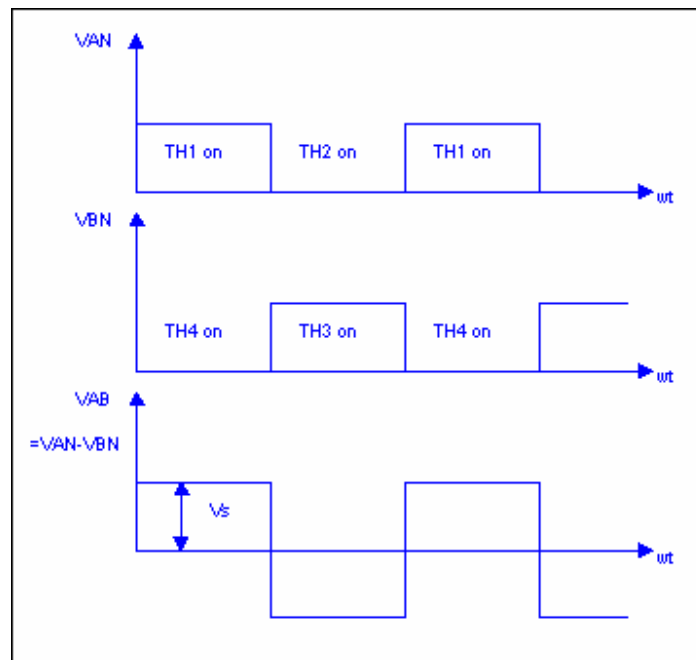 VAN
TH1 on TH2 on TH1 on
wt
VBN
TH4 on TH3 on TH4 on
wt
VAB
=VAN-VBN
Vs
wt